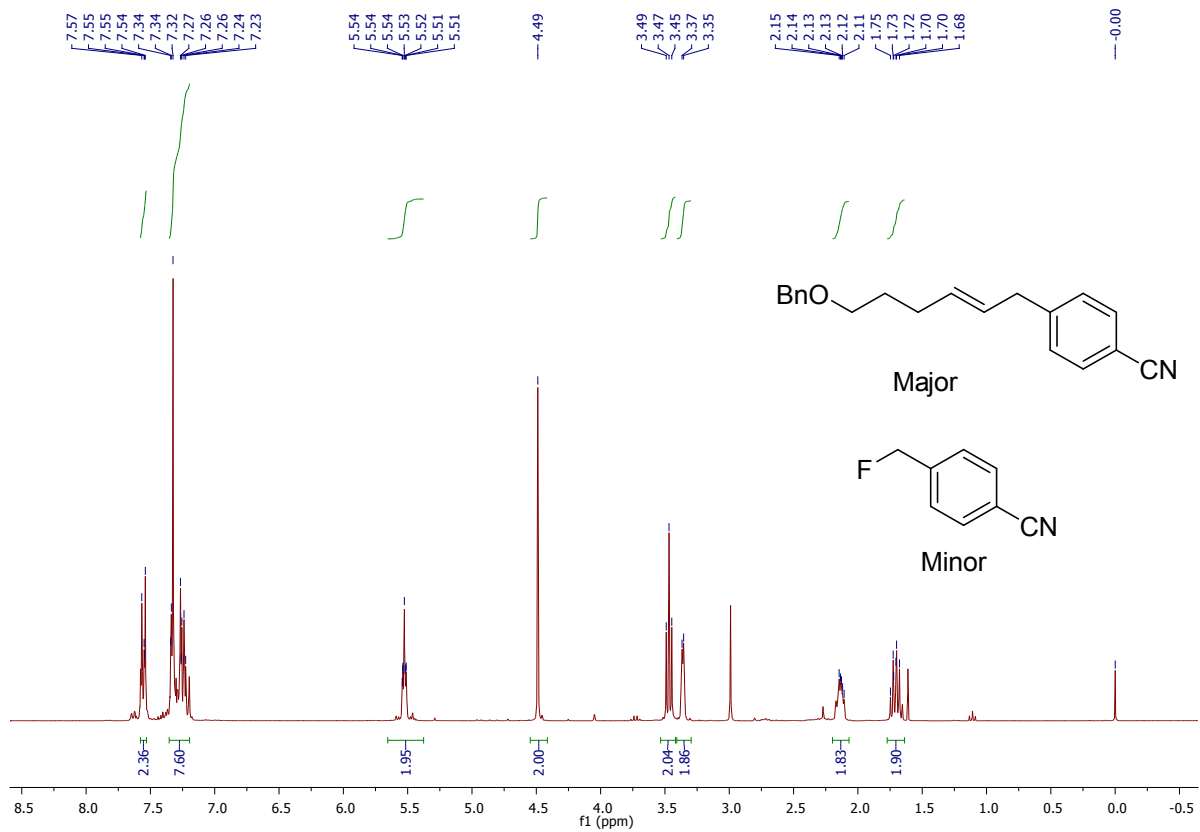 7.57 7.55 7.55 7.54 7.34 7.34 7.32 7.27 7.26 7.26 7.24 7.23 5.54 5.54 5.54 5.53 5.52 5.51 5.51 4.49 3.49 3.47 3.45 3.37 3.35 2.15 2.14 2.13 2.13 2.12 2.11 1.75 1.73 1.72 1.70 1.70 1.68 -0.00
BnO
CN
Major
F
CN
Minor
2.36 7.60 1.95 2.00 2.04 1.86 1.83 1.90
8.5 8.0 7.5 7.0 6.5 6.0 5.5 5.0 4.5 4.0 3.5 3.0 2.5 2.0 1.5 1.0 0.5 0.0 -0.5
f1 (ppm)